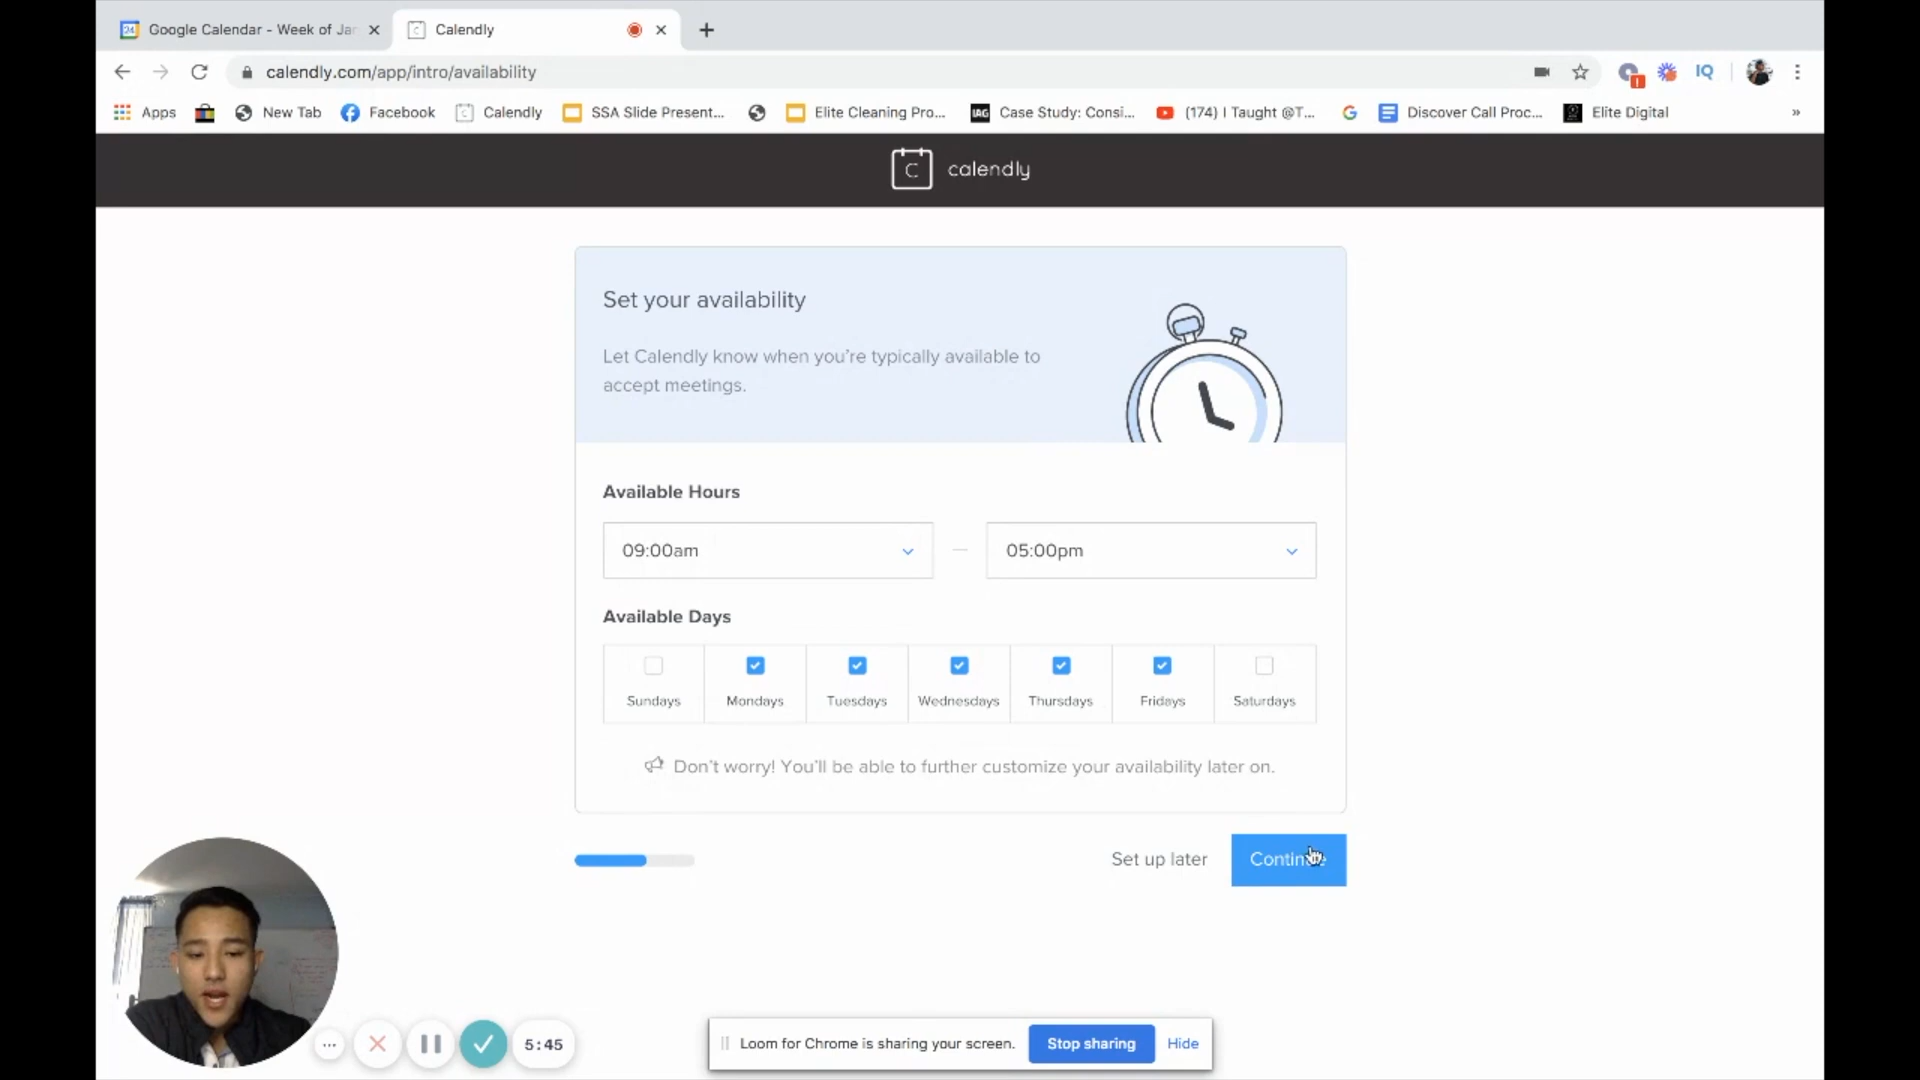 Google Calendar - Week of Jan
Calendly
calendly.com/app/intro/availability
IQ
Apps
New Tab
Facebook
Calendly
SSA Slide Present...
Elite Cleaning Pro...
IAG
Case Study: Consi...
(174) I Taught @T...
Discover Call Proc...
Elite Digital
»
C calendly
Set your availability
Let Calendly know when you're typically available to
accept meetings.
Available Hours
09:00am — 05:00pm
Available Days
Sundays Mondays Tuesdays Wednesdays Thursdays Fridays Saturdays
Don't worry! You'll be able to further customize your availability later on.
Set up later
Continue
5:45
Loom for Chrome is sharing your screen.
Stop sharing
Hide